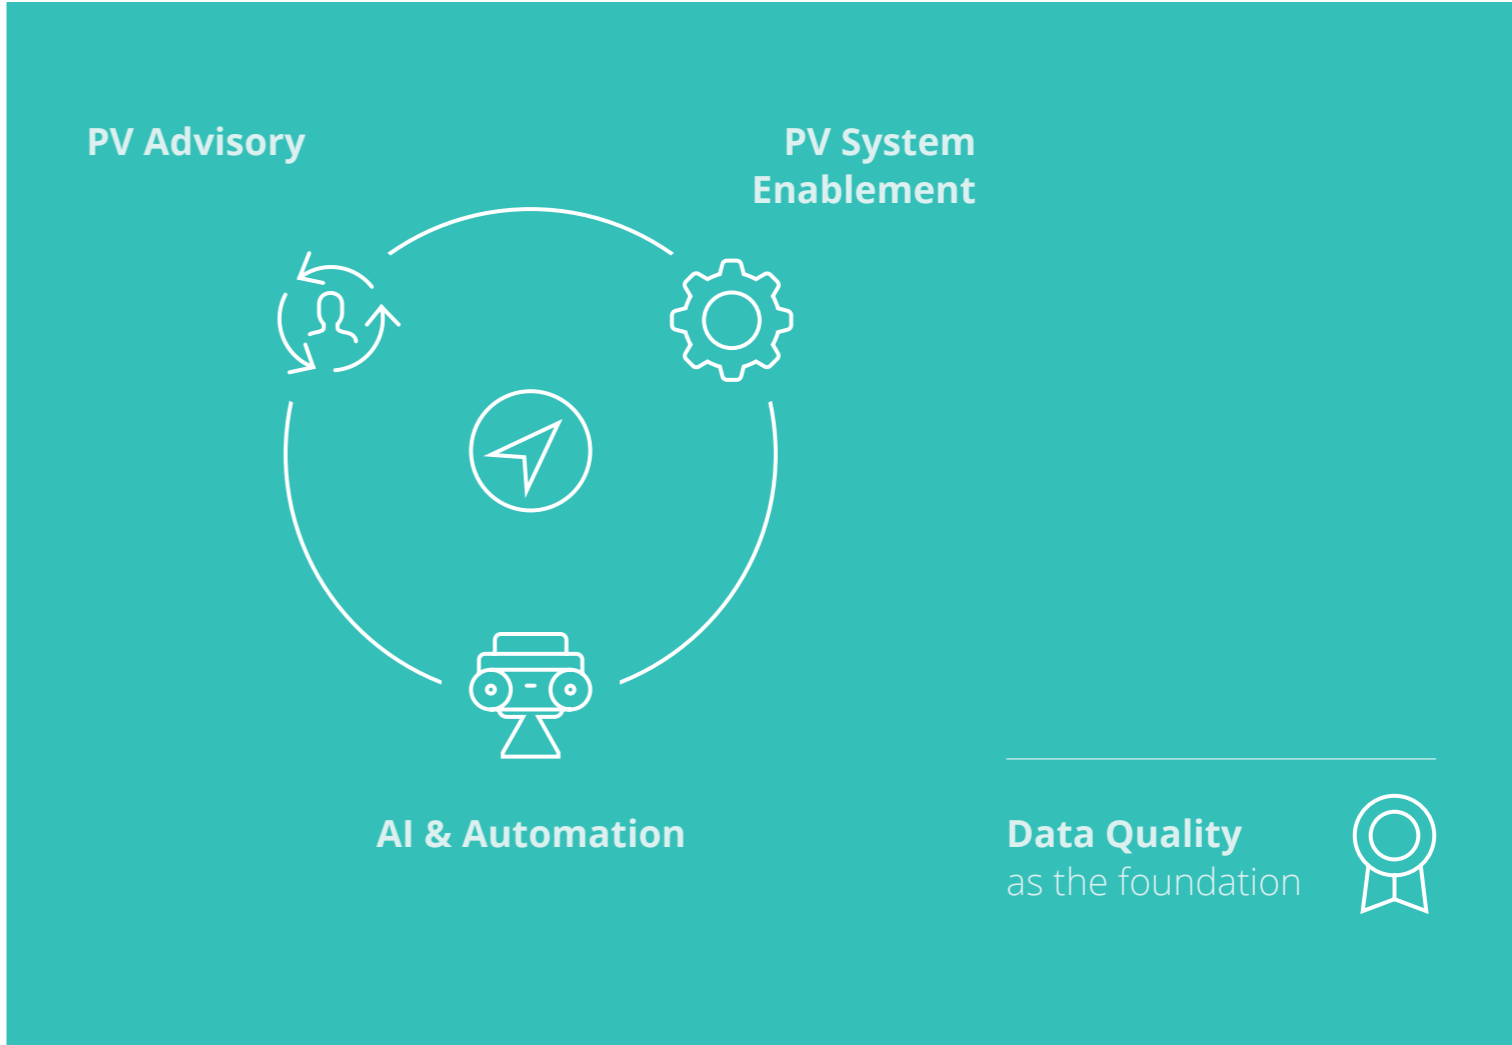 PV Advisory
PV System
Enablement
AI & Automation
Data Quality
as the foundation